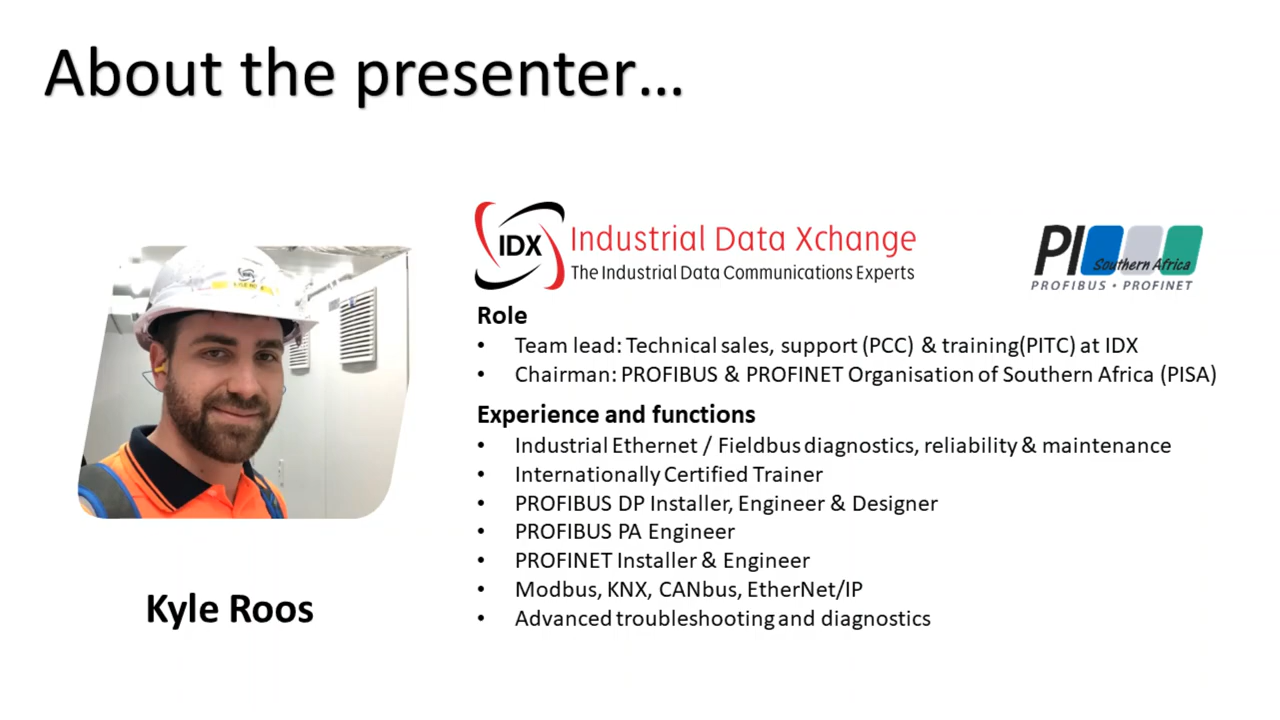 About the presenter...
IDX
Industrial Data Xchange
The Industrial Data Communications Experts
PI
Southern Africa
PROFIBUS • PROFINET
Role
• Team lead: Technical sales, support (PCC) & training(PITC) at IDX
• Chairman: PROFIBUS & PROFINET Organisation of Southern Africa (PISA)
Experience and functions
• Industrial Ethernet / Fieldbus diagnostics, reliability & maintenance
• Internationally Certified Trainer
• PROFIBUS DP Installer, Engineer & Designer
• PROFIBUS PA Engineer
• PROFINET Installer & Engineer
• Modbus, KNX, CANbus, EtherNet/IP
• Advanced troubleshooting and diagnostics
Kyle Roos